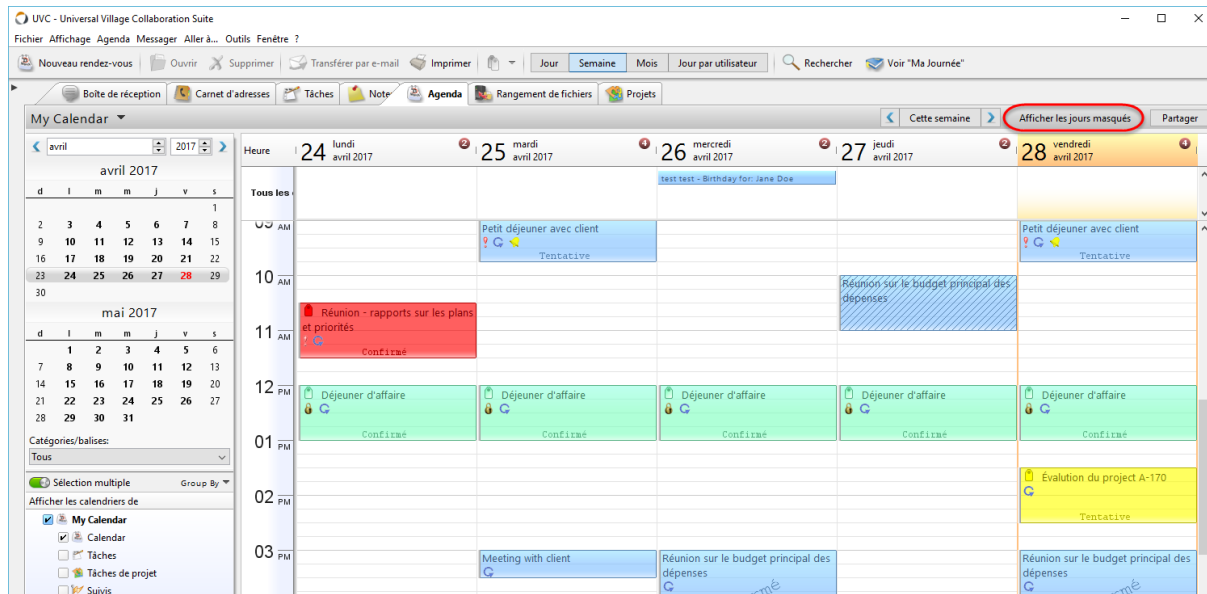 UVC - Universal Village Collaboration Suite
Fichier Affichage Agenda Messager Aller à... Outils Fenêtre ?
Nouveau rendez-vous Ouvrir Supprimer Transférer par e-mail Imprimer Jour Semaine Mois Jour par utilisateur Rechercher Voir "Ma Journée"
Boîte de réception Carnet d'adresses Tâches Note Agenda Rangement de fichiers Projets
My Calendar Cette semaine Afficher les jours masqués Partager
avril 2017
avril 2017
d l m m j v s
1
2 3 4 5 6 7 8
9 10 11 12 13 14 15
16 17 18 19 20 21 22
23 24 25 26 27 28 29
30
mai 2017
d l m m j v s
1 2 3 4 5 6
7 8 9 10 11 12 13
14 15 16 17 18 19 20
21 22 23 24 25 26 27
28 29 30 31
Catégories/balises:
Tous
Sélection multiple Group By
Afficher les calendriers de
My Calendar
Calendar
Tâches
Tâches de projet
Suivis
Heure 24 lundi avril 2017 2 25 mardi avril 2017 4 26 mercredi avril 2017 2 27 jeudi avril 2017 2 28 vendredi avril 2017 4
Tous les
test test - Birthday for: Jane Doe
09 AM
Petit déjeuner avec client
Tentative
Petit déjeuner avec client
Tentative
10 AM
Réunion sur le budget principal des
dépenses
Réunion - rapports sur les plans
et priorités
Confirmé
11 AM
12 PM
Déjeuner d'affaire Déjeuner d'affaire Déjeuner d'affaire Déjeuner d'affaire Déjeuner d'affaire
Confirmé Confirmé Confirmé Confirmé Confirmé
01 PM
Évalution du project A-170
Tentative
02 PM
03 PM
Meeting with client
Réunion sur le budget principal des
dépenses
Réunion sur le budget principal des
dépenses